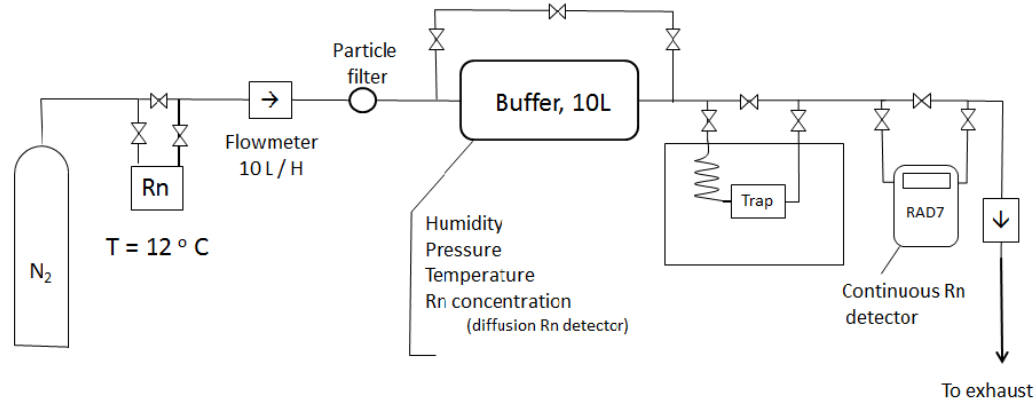 N2
Rn
T = 12 ° C
→
Flowmeter
10 L / H
Particle
filter
Buffer, 10L
Humidity
Pressure
Temperature
Rn concentration
(diffusion Rn detector)
Trap
RAD7
Continuous Rn
detector
↓
To exhaust